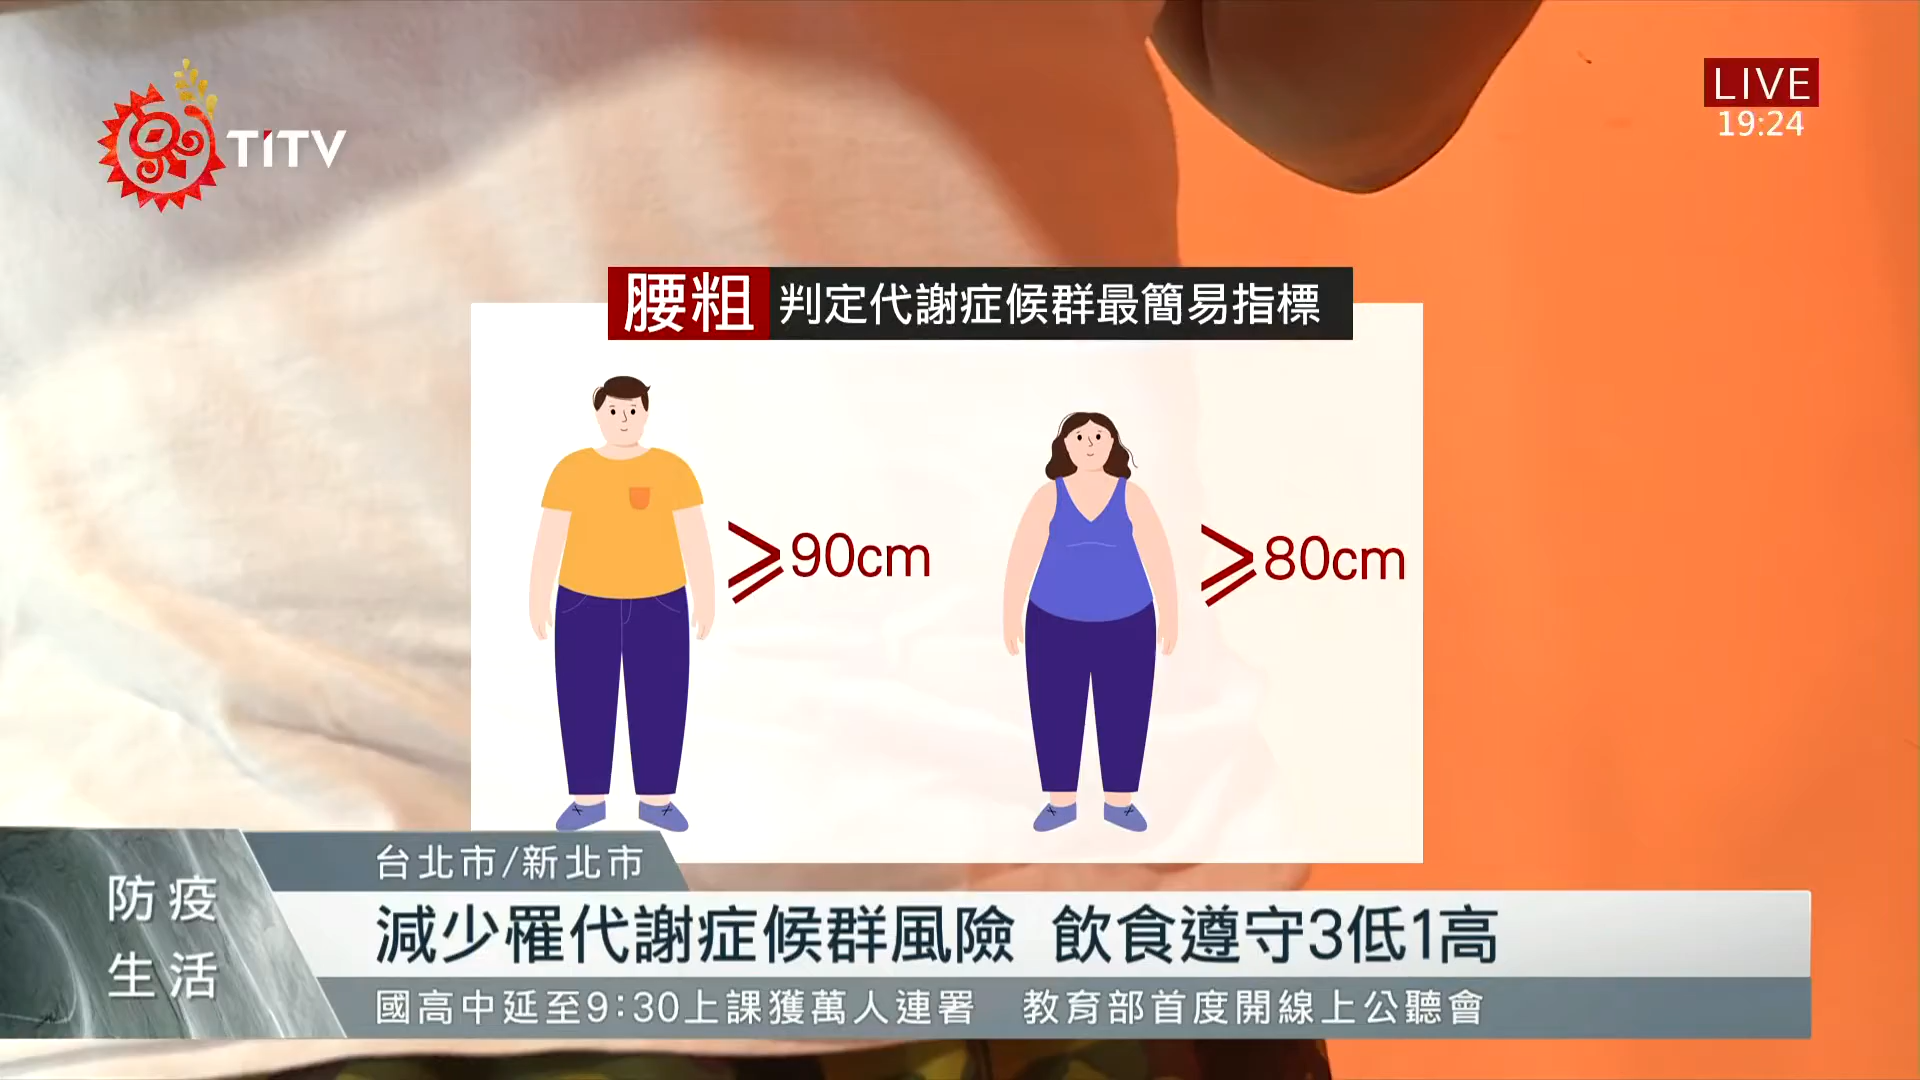 TiTV
LIVE
19:24
腰粗 判定代謝症候群最簡易指標
≥90cm
≥80cm
台北市/新北市
防疫
生活
減少罹代謝症候群風險 飲食遵守3低1高
國高中延至9:30上課獲萬人連署 教育部首度開線上公聽會